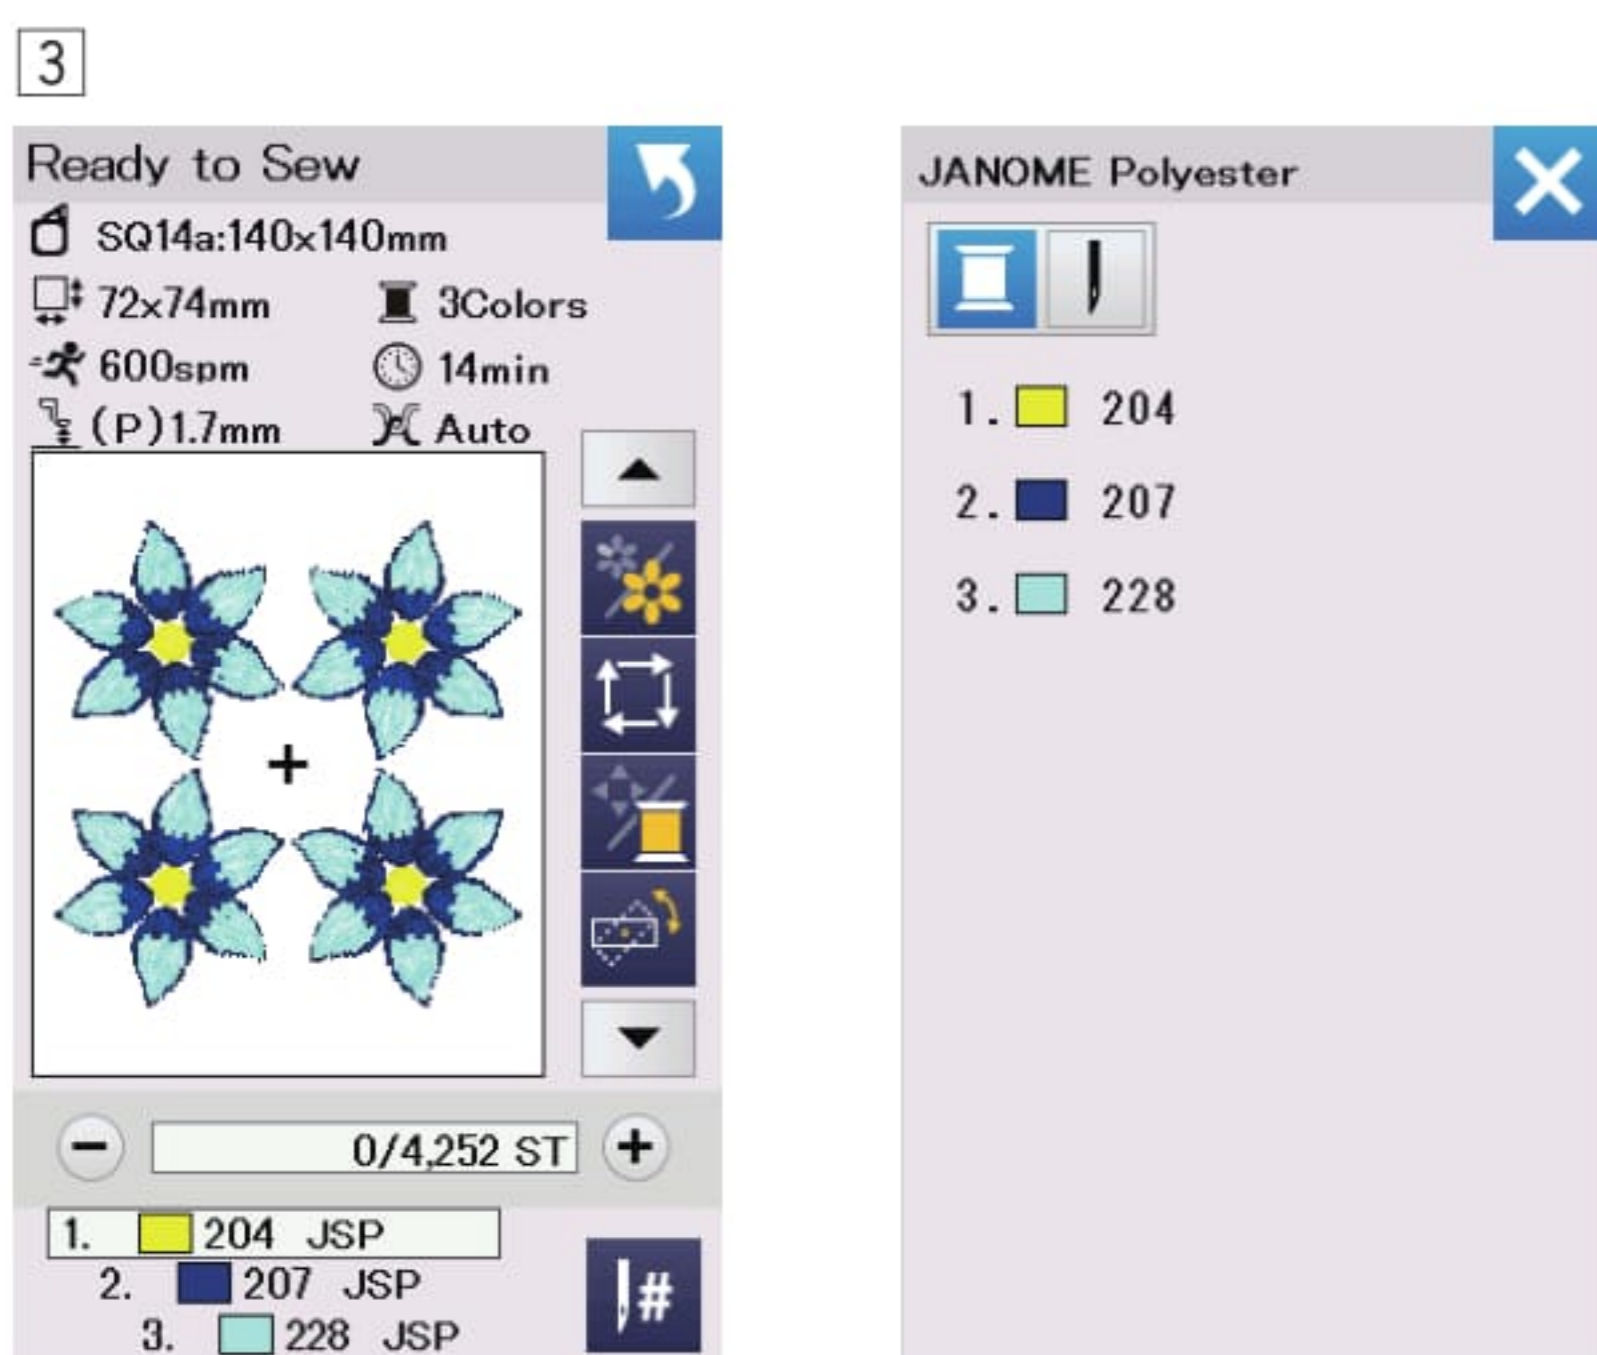 3
Ready to Sew
SQ14a:140x140mm
72x74mm 3Colors
600spm 14min
(P)1.7mm Auto
0/4,252 ST
1. 204 JSP
2. 207 JSP
3. 228 JSP
#
JANOME Polyester
1. 204
2. 207
3. 228